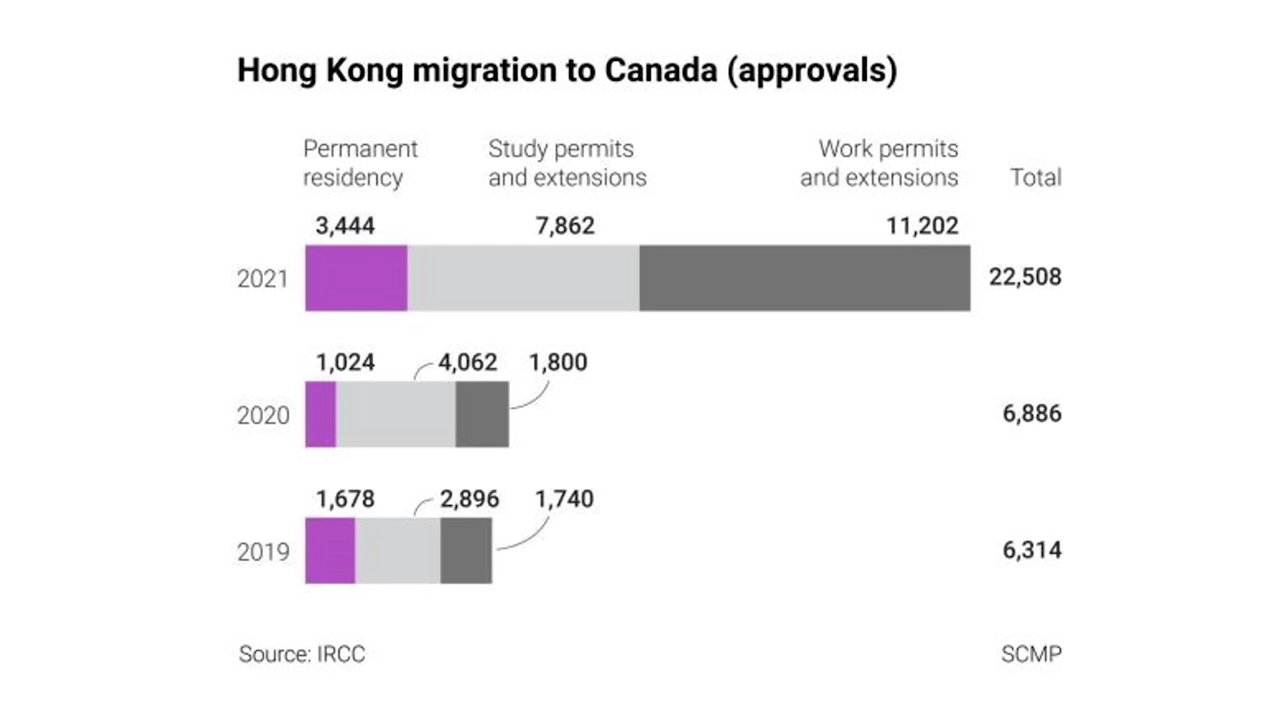 Hong Kong migration to Canada (approvals)
Permanent
residency
Study permits
and extensions
Work permits
and extensions
Total
3,444
7,862
11,202
2021
22,508
1,024
4,062
1,800
2020
6,886
1,678
2,896
1,740
2019
6,314
Source: IRCC
SCMP